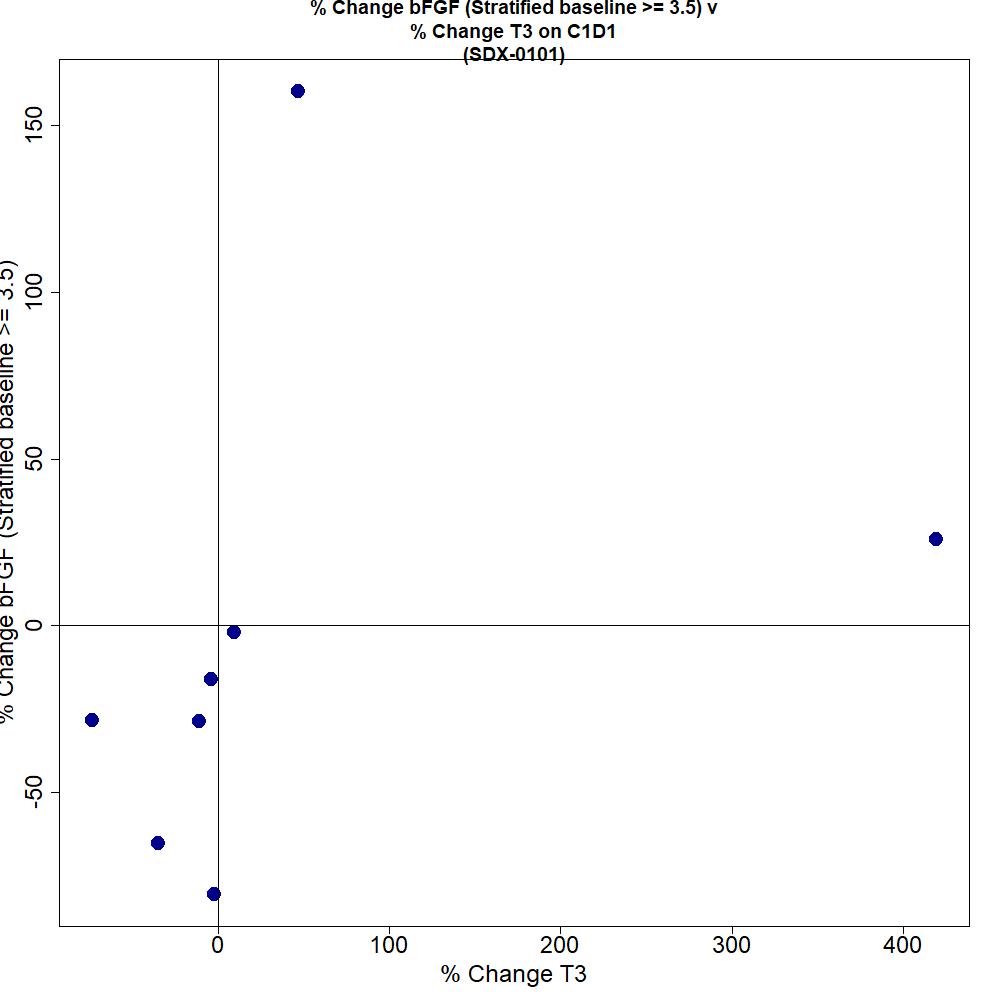 % Change bFGF (Stratified baseline >= 3.5) v
% Change T3 on C1D1
(SDX-0101)
% Change bFGF (Stratified baseline >= 3.5)
150
100
50
0
-50
0
100
200
300
400
% Change T3